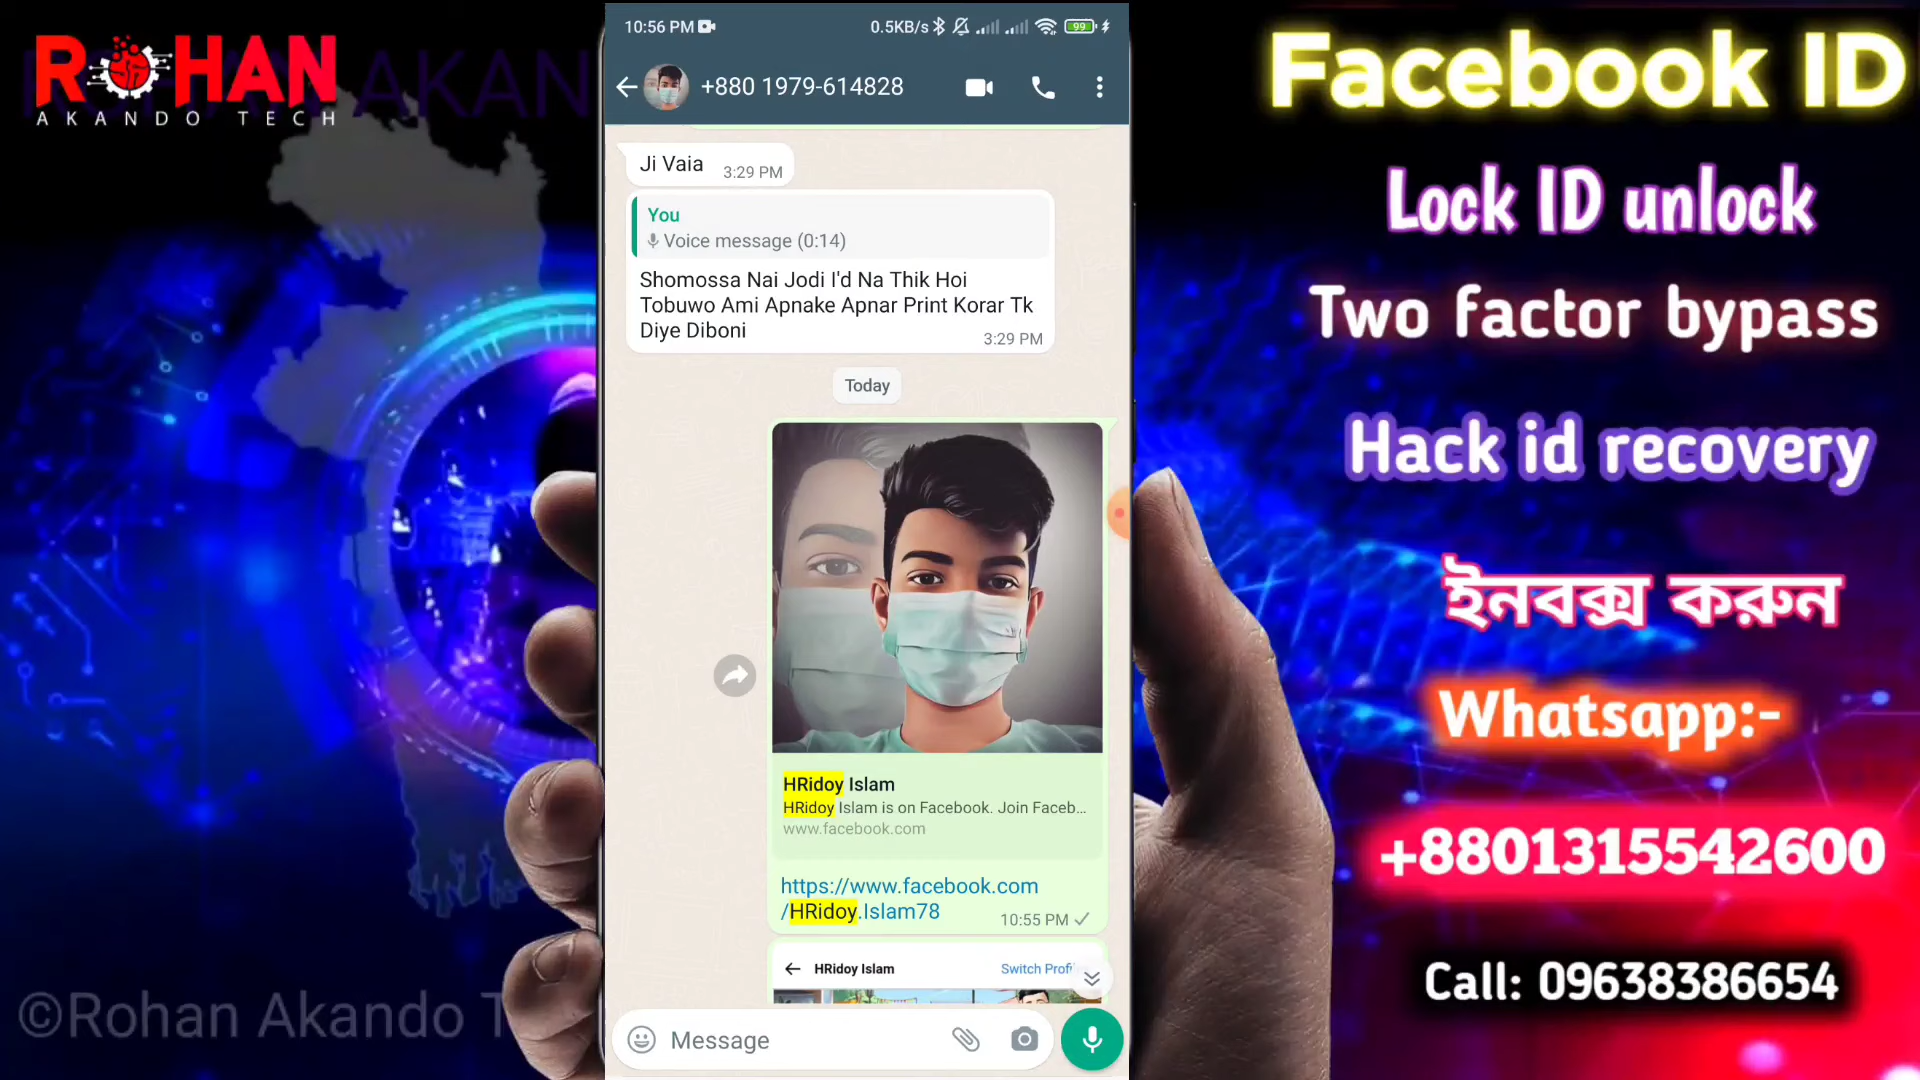 ROHAN
AKANDO TECH
©Rohan Akando T
10:56 PM
0.5KB/s
99
+880 1979-614828
Ji Vaia
3:29 PM
You
Voice message (0:14)
Shomossa Nai Jodi I'd Na Thik Hoi
Tobuwo Ami Apnake Apnar Print Korar Tk
Diye Diboni
3:29 PM
Today
HRidoy Islam
HRidoy Islam is on Facebook. Join Faceb...
www.facebook.com
https://www.facebook.com
/HRidoy.Islam78
10:55 PM
HRidoy Islam
Switch Profi
Message
Facebook ID
Lock ID unlock
Two factor bypass
Hack id recovery
ইনবক্স করুন
Whatsapp:-
+8801315542600
Call: 09638386654